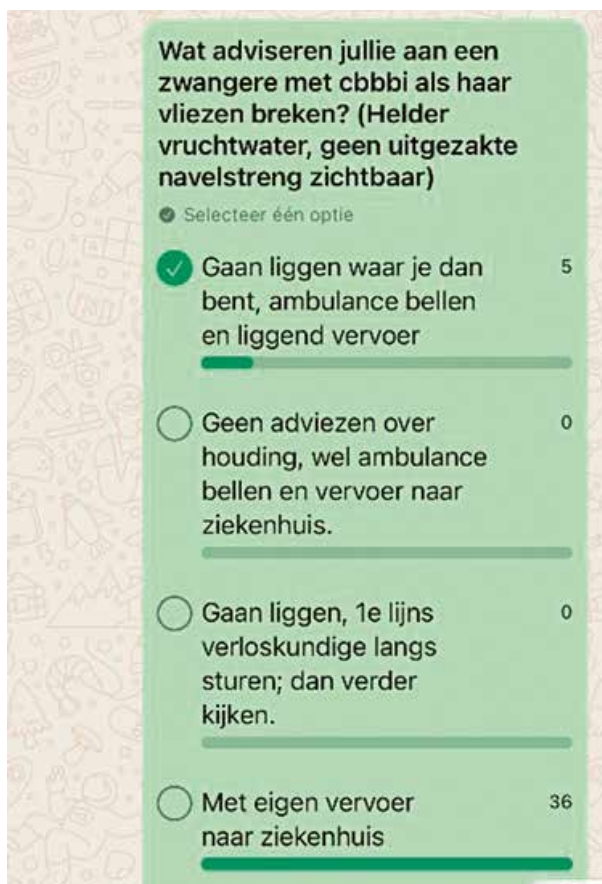 Wat adviseren jullie aan een
zwangere met cbbbi als haar
vliezen breken? (Helder
vruchtwater, geen uitgezakte
navelstreng zichtbaar)
Selecteer één optie
Gaan liggen waar je dan 5
bent, ambulance bellen
en liggend vervoer
Geen adviezen over 0
houding, wel ambulance
bellen en vervoer naar
ziekenhuis.
Gaan liggen, 1e lijns 0
verloskundige langs
sturen; dan verder
kijken.
Met eigen vervoer 36
naar ziekenhuis